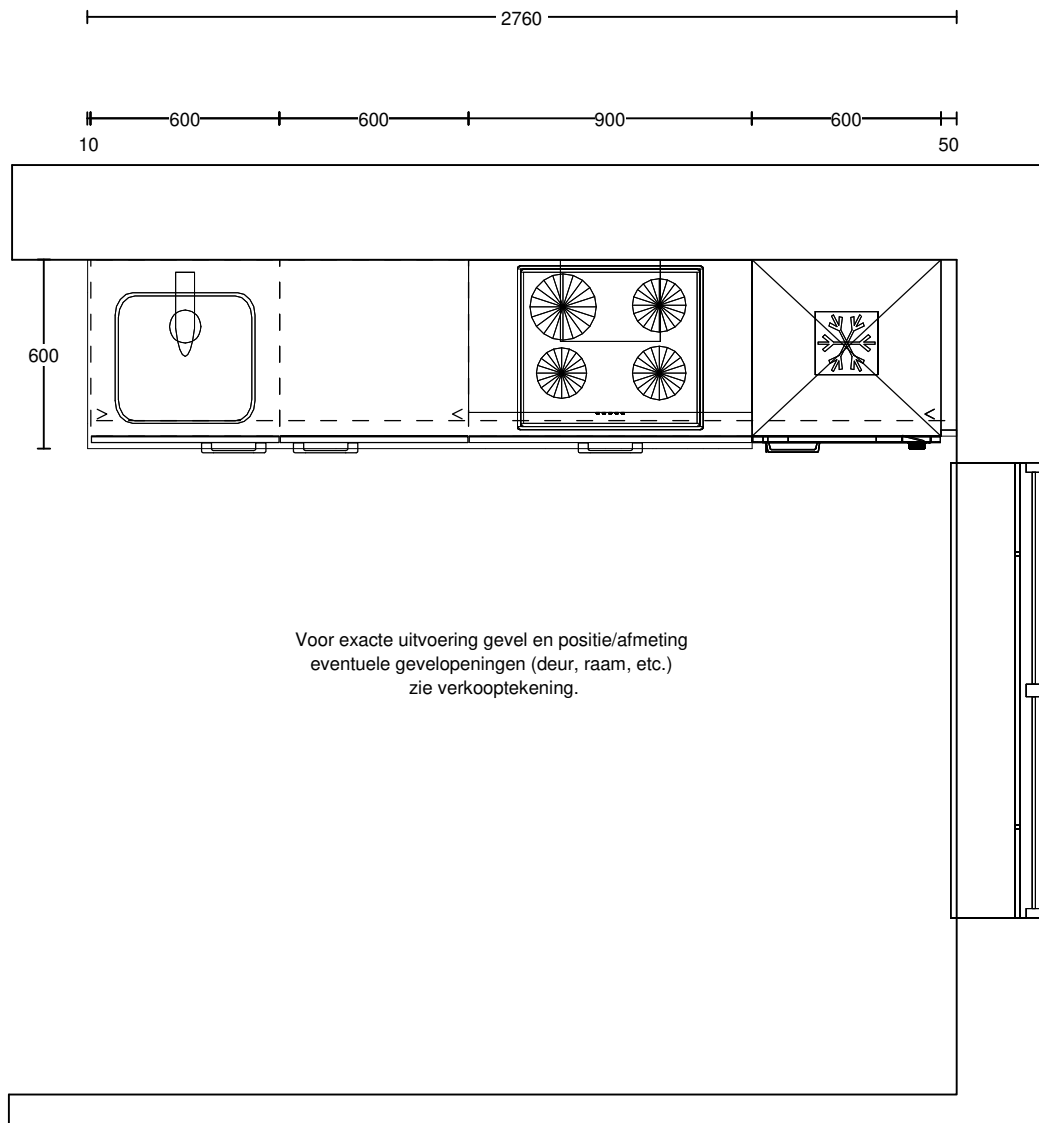 2760
600 600 900 600
10 50
600
Voor exacte uitvoering gevel en positie/afmeting
eventuele gevelopeningen (deur, raam, etc.)
zie verkooptekening.